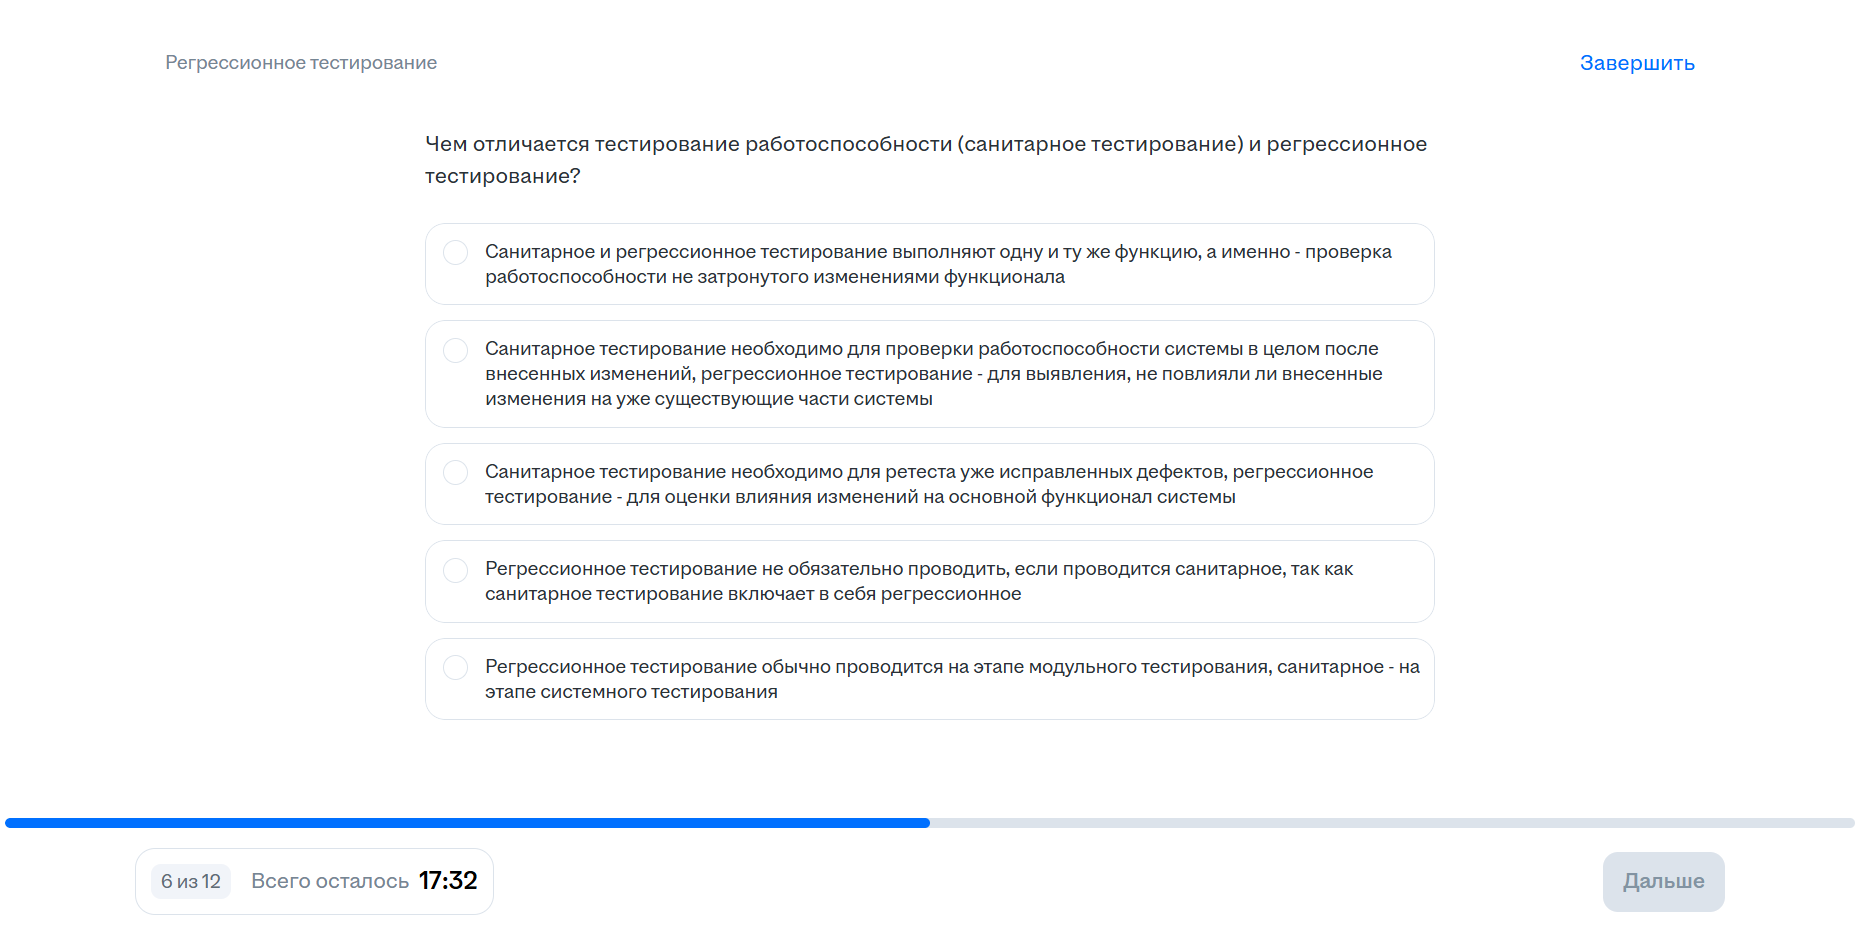 Регрессионное тестирование
Завершить
Чем отличается тестирование работоспособности (санитарное тестирование) и регрессионное
тестирование?
Санитарное и регрессионное тестирование выполняют одну и ту же функцию, а именно - проверка
работоспособности не затронутого изменениями функционала
Санитарное тестирование необходимо для проверки работоспособности системы в целом после
внесенных изменений, регрессионное тестирование - для выявления, не повлияли ли внесенные
изменения на уже существующие части системы
Санитарное тестирование необходимо для ретеста уже исправленных дефектов, регрессионное
тестирование - для оценки влияния изменений на основной функционал системы
Регрессионное тестирование не обязательно проводить, если проводится санитарное, так как
санитарное тестирование включает в себя регрессионное
Регрессионное тестирование обычно проводится на этапе модульного тестирования, санитарное - на
этапе системного тестирования
6 из 12
Всего осталось 17:32
Дальше